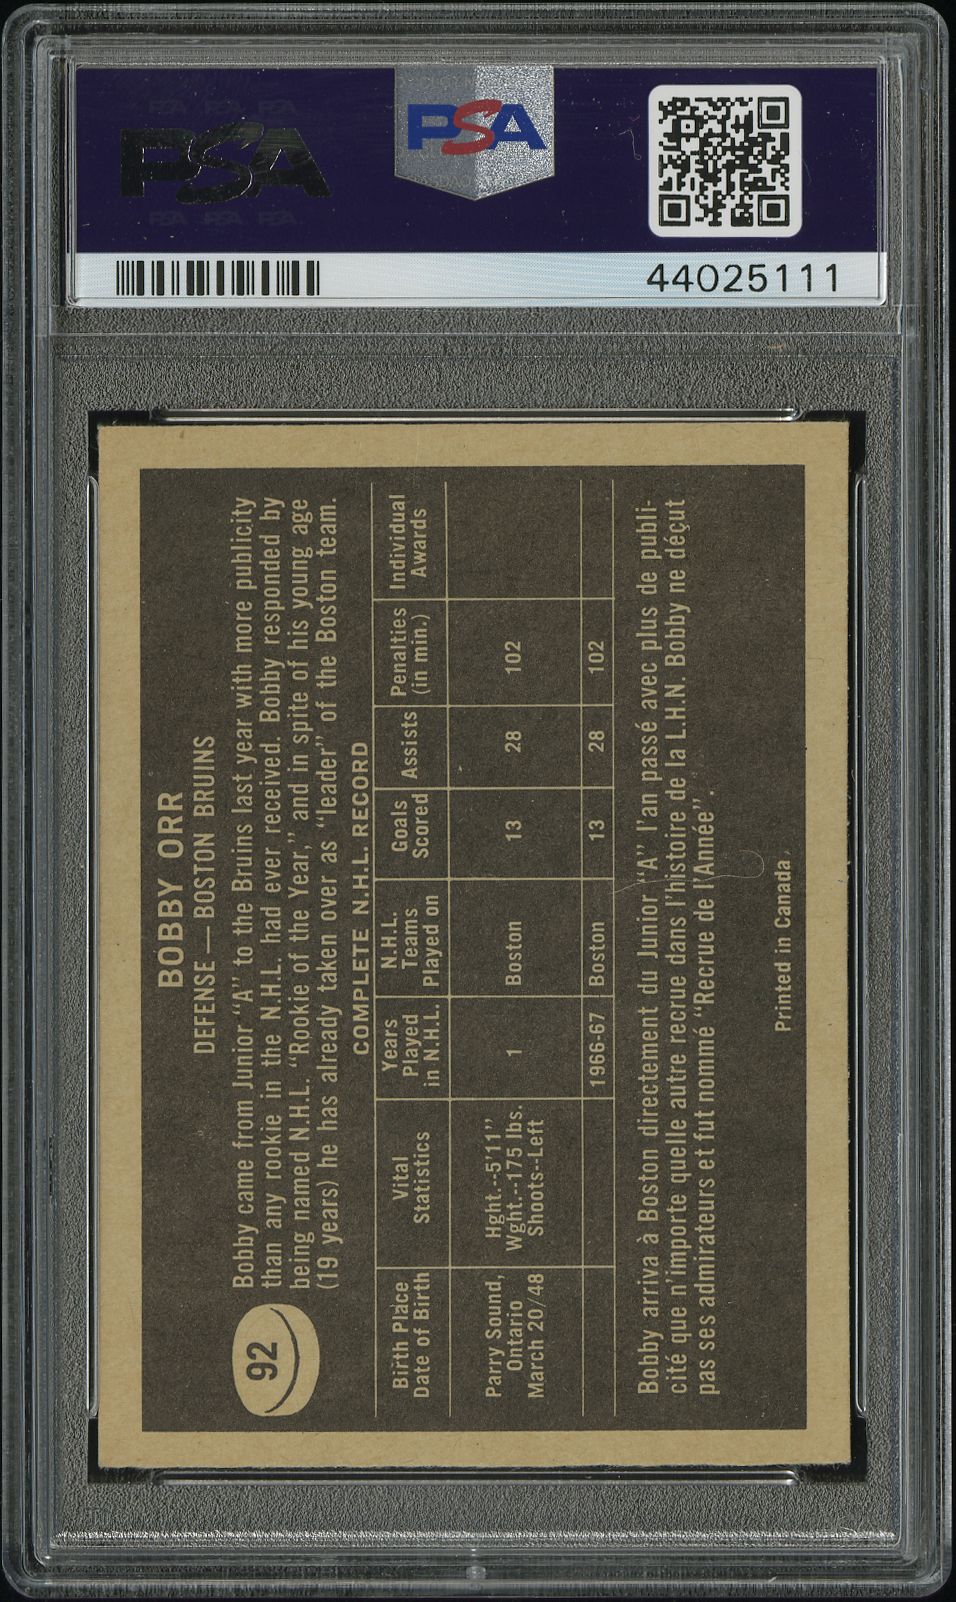 PSA
PSA
44025111
BOBBY ORR
DEFENSE — BOSTON BRUINS
92
Bobby came from Junior "A" to the Bruins last year with more publicity
than any rookie in the N.H.L. had ever received. Bobby responded by
being named N.H.L. "Rookie of the Year," and in spite of his young age
(19 years) he has already taken over as "leader" of the Boston team.
COMPLETE N.H.L. RECORD
Birth Place
Date of Birth
Vital
Statistics
Years
Played
in N.H.L.
N.H.L.
Teams
Played on
Goals
Scored
Assists
Penalties
(in min.)
Individual
Awards
Parry Sound,
Ontario
March 20/48
Hght.--5'11"
Wght.--175 lbs.
Shoots--Left
1
Boston
13
28
102
1966-67
Boston
13
28
102
Bobby arriva à Boston directement du Junior "A" l'an passé avec plus de publi-
cité que n'importe quelle autre recrue dans l'histoire de la L.H.N. Bobby ne déçut
pas ses admirateurs et fut nommé "Recrue de l'Année".
Printed in Canada